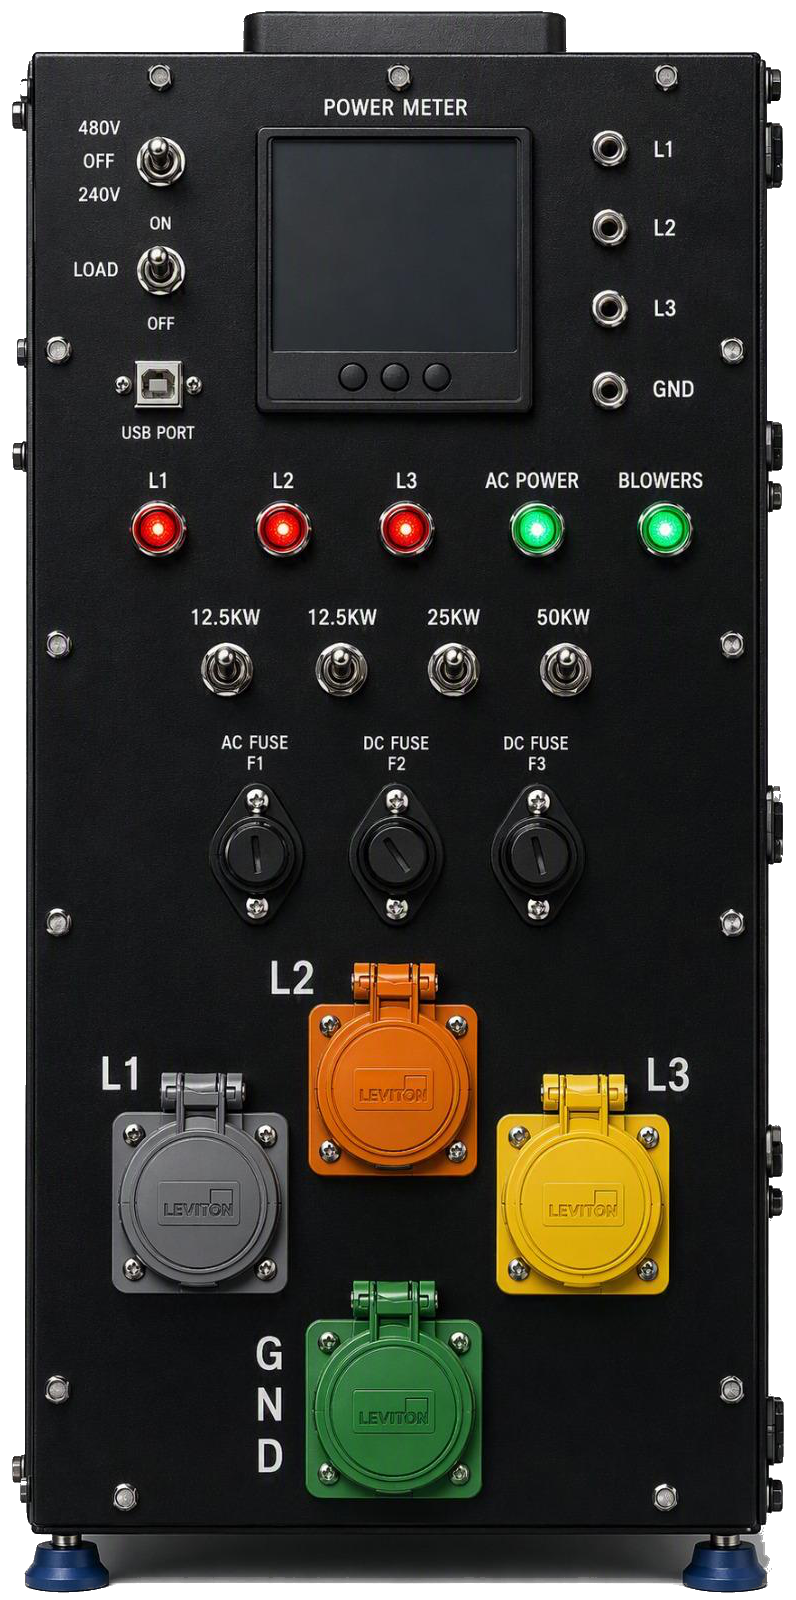 POWER METER
480V
OFF
240V
ON
LOAD
OFF
USB PORT
L1
L2
L3
GND
L1
L2
L3
AC POWER
BLOWERS
12.5KW
12.5KW
25KW
50KW
AC FUSE
F1
DC FUSE
F2
DC FUSE
F3
L2
LEVITON
L1
LEVITON
L3
LEVITON
G
N
D
LEVITON